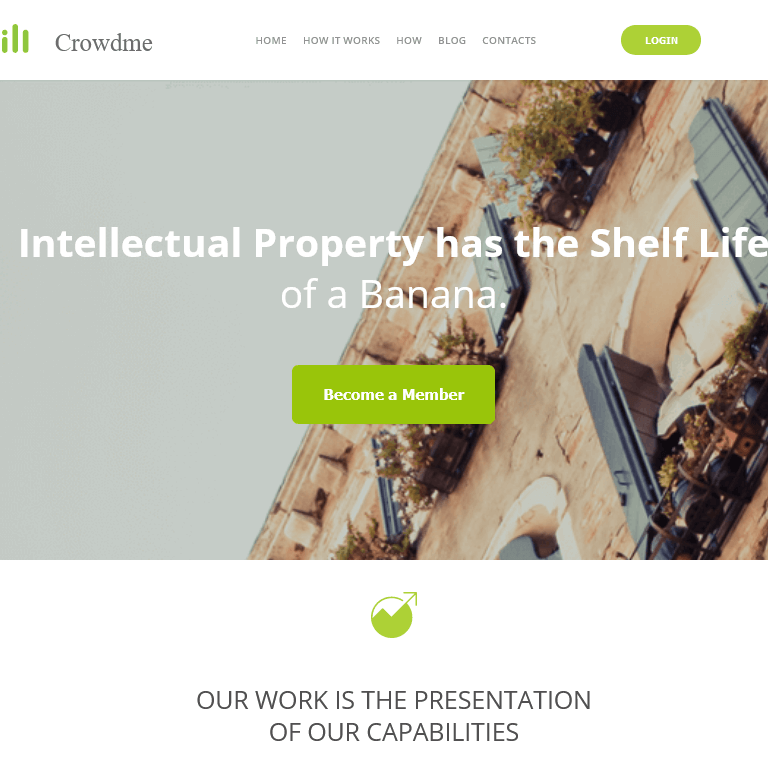 Crowdme
HOME HOW IT WORKS HOW BLOG CONTACTS
LOGIN
Intellectual Property has the Shelf Life
of a Banana.
Become a Member
OUR WORK IS THE PRESENTATION
OF OUR CAPABILITIES